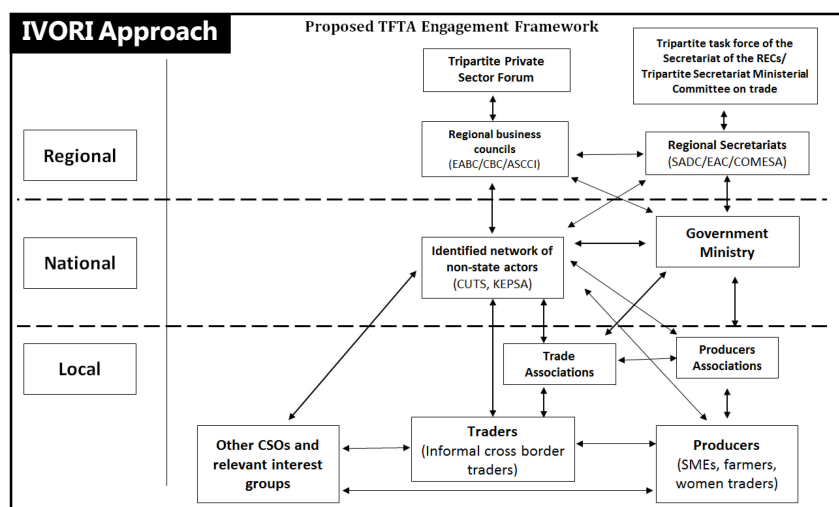 IVORI Approach
Proposed TFTA Engagement Framework
Tripartite Private
Sector Forum
Tripartite task force of the
Secretariat of the RECs/
Tripartite Secretariat Ministerial
Committee on trade
Regional
Regional business
councils
(EABC/CBC/ASCCI)
Regional Secretariats
(SADC/EAC/COMESA)
National
Identified network of
non-state actors
(CUTS, KEPSA)
Government
Ministry
Local
Trade
Associations
Producers
Associations
Other CSOs and
relevant interest
groups
Traders
(Informal cross border
traders)
Producers
(SMEs, farmers,
women traders)